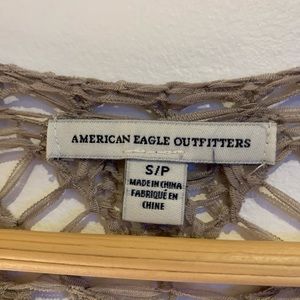 AMERICAN EAGLE OUTFITTERS
S/P
MADE IN CHINA
FABRIQUÉ EN
CHINE